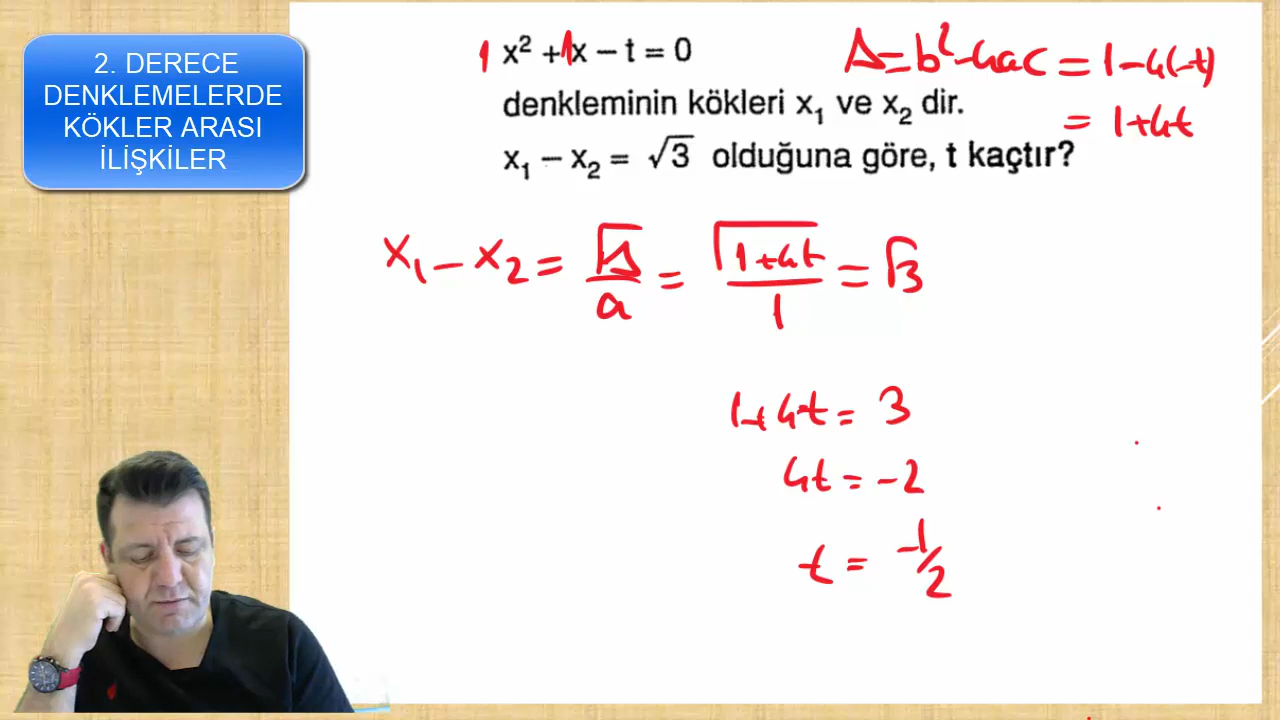 2. DERECE
DENKLEMELERDE
KÖKLER ARASI
İLİŞKİLER
1 x² + 1x − t = 0
denkleminin kökleri x₁ ve x₂ dir.
x₁ − x₂ = √3 olduğuna göre, t kaçtır?
Δ = b² − 4ac = 1 − 4(−t)
= 1 + 4t
x₁ − x₂ = √Δ / a = √(1 + 4t) / 1 = √3
1 + 4t = 3
4t = −2
t = −1/2